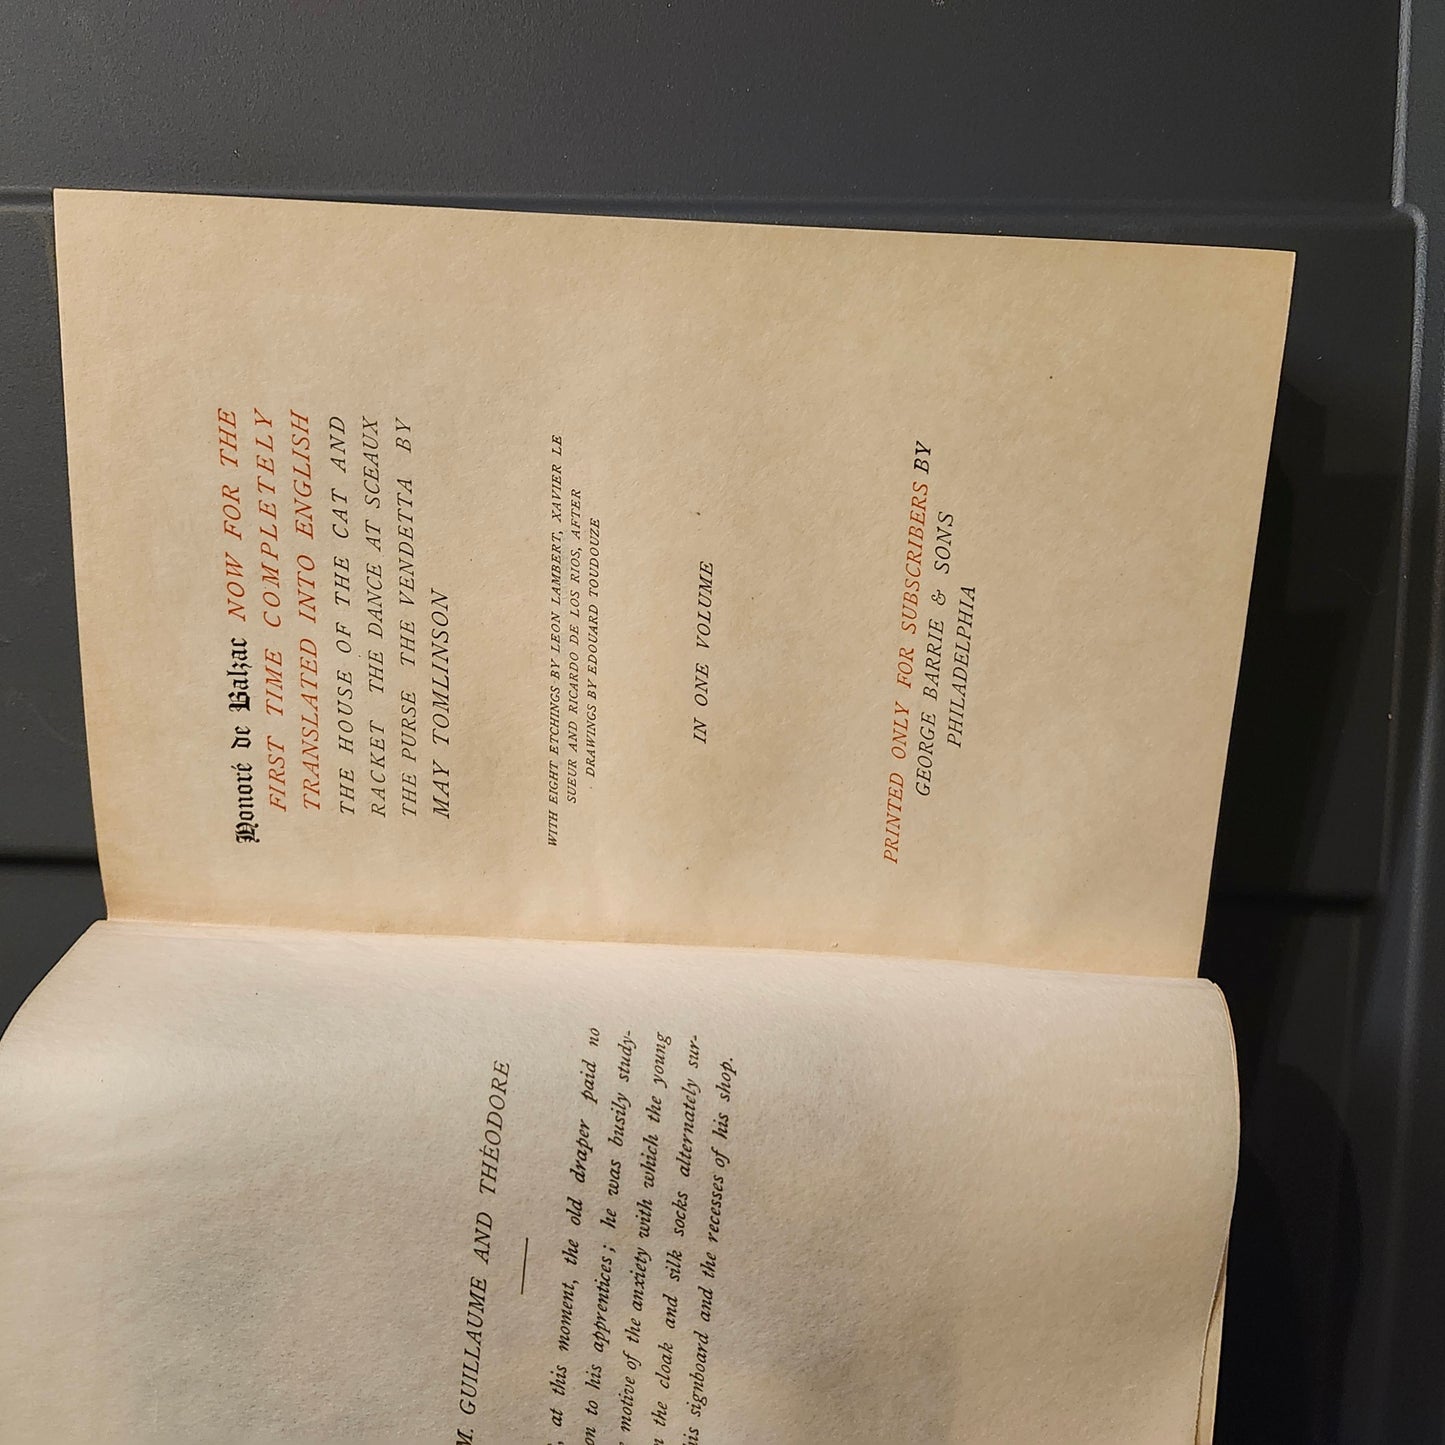 M. GUILLAUME AND THÉODORE
at this moment, the old draper paid no
to his apprentices; he was busily study-
motive of the anxiety with which the young
the cloak and silk socks alternately sur-
signboard and the recesses of his shop.
Honoré de Balzac NOW FOR THE
FIRST TIME COMPLETELY
TRANSLATED INTO ENGLISH
THE HOUSE OF THE CAT AND
RACKET THE DANCE AT SCEAUX
THE PURSE THE VENDETTA BY
MAY TOMLINSON
WITH EIGHT ETCHINGS BY LEON LAMBERT, XAVIER LE
SUEUR AND RICARDO DE LOS RIOS, AFTER
DRAWINGS BY EDOUARD TOUDOUZE
IN ONE VOLUME
PRINTED ONLY FOR SUBSCRIBERS BY
GEORGE BARRIE & SONS
PHILADELPHIA